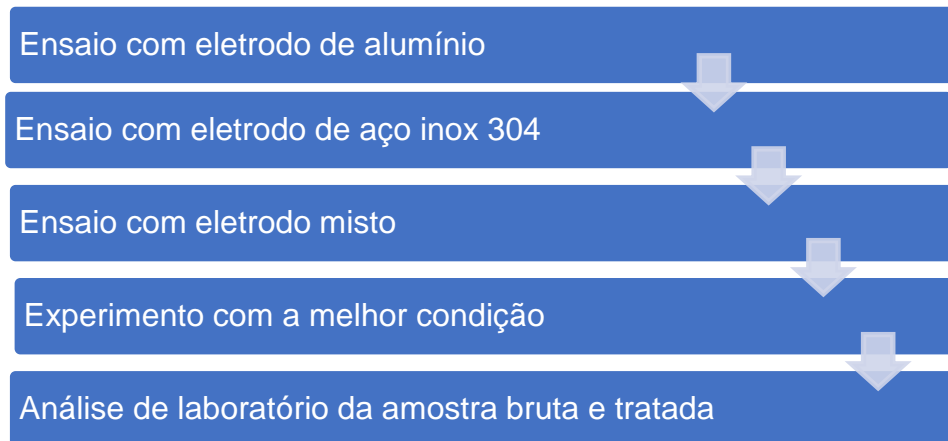 Ensaio com eletrodo de alumínio
Ensaio com eletrodo de aço inox 304
Ensaio com eletrodo misto
Experimento com a melhor condição
Análise de laboratório da amostra bruta e tratada